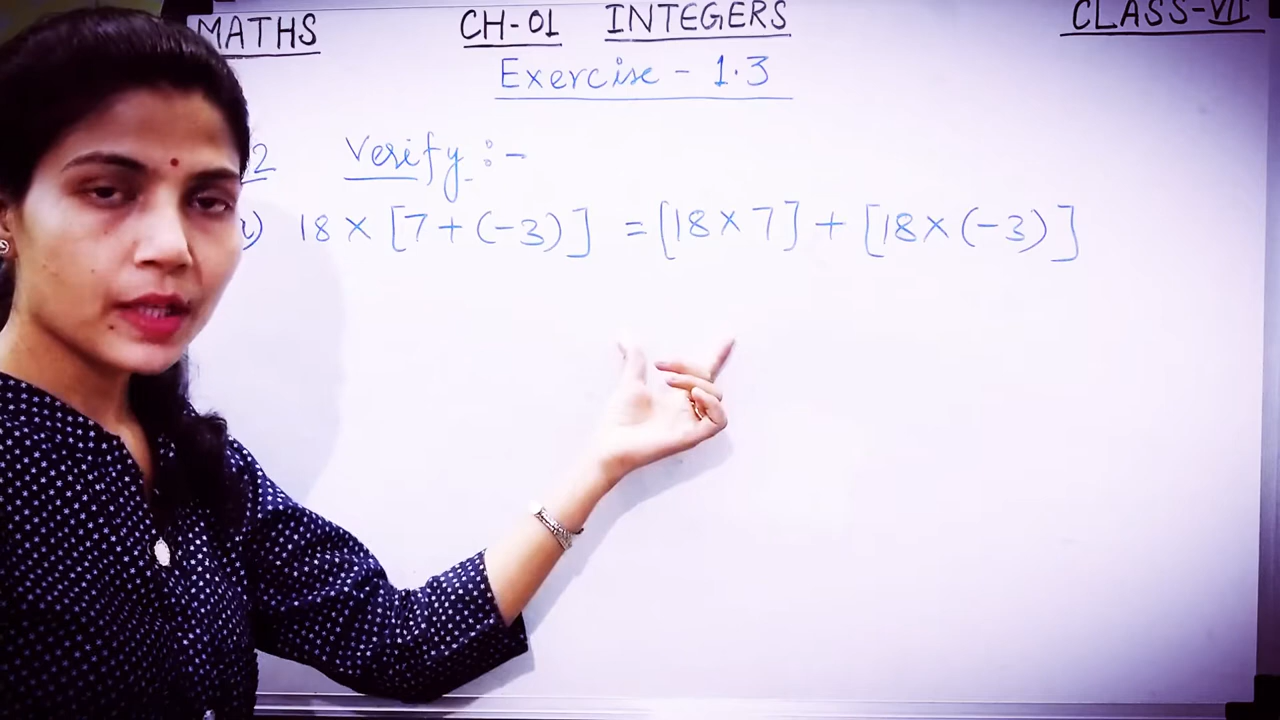 MATHS CH-01 INTEGERS CLASS-VII
Exercise - 1.3
2 Verify :-
) 18 × [7 + (-3)] = [18 × 7] + [18 × (-3)]